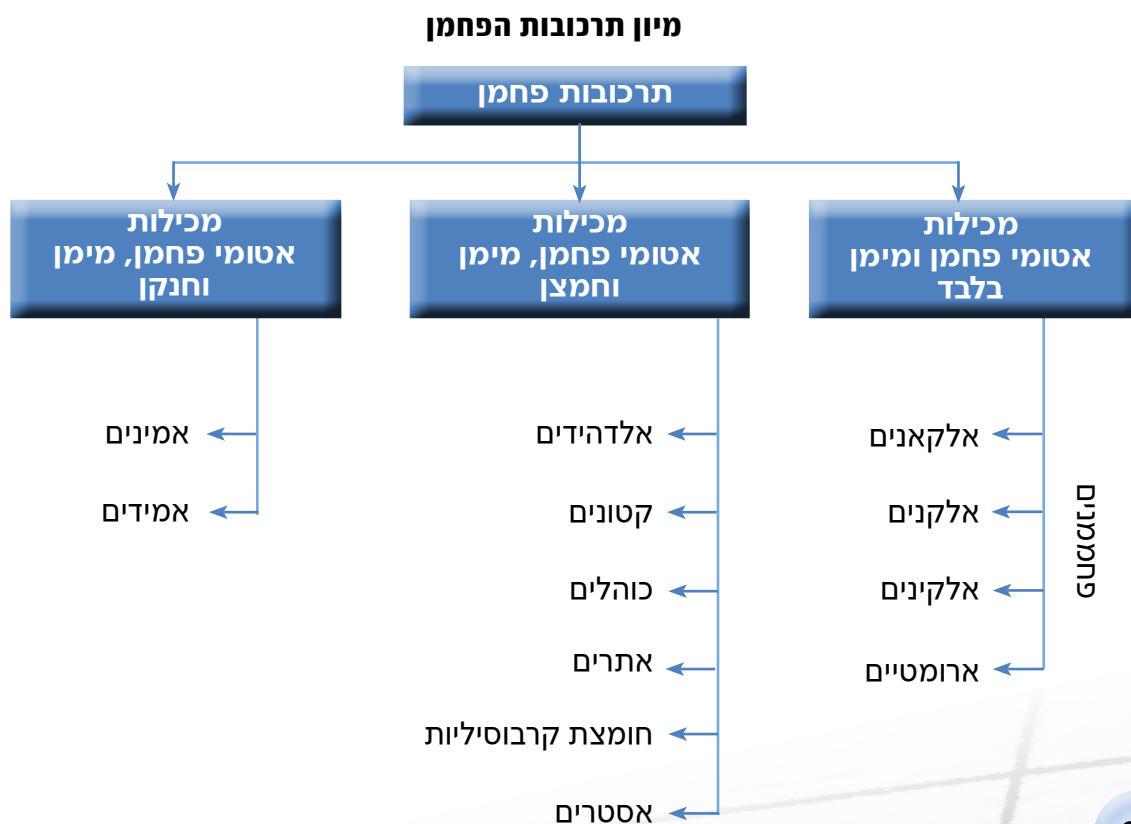 מיון תרכובות הפחמן
תרכובות פחמן
מכילות
אטומי פחמן ומימן
בלבד
מכילות
אטומי פחמן, מימן
וחמצן
מכילות
אטומי פחמן, מימן
וחנקן
פחממנים
אלקאנים
אלקנים
אלקינים
ארומטיים
אלדהידים
קטונים
כוהלים
אתרים
חומצת קרבוסיליות
אסטרים
אמינים
אמידים